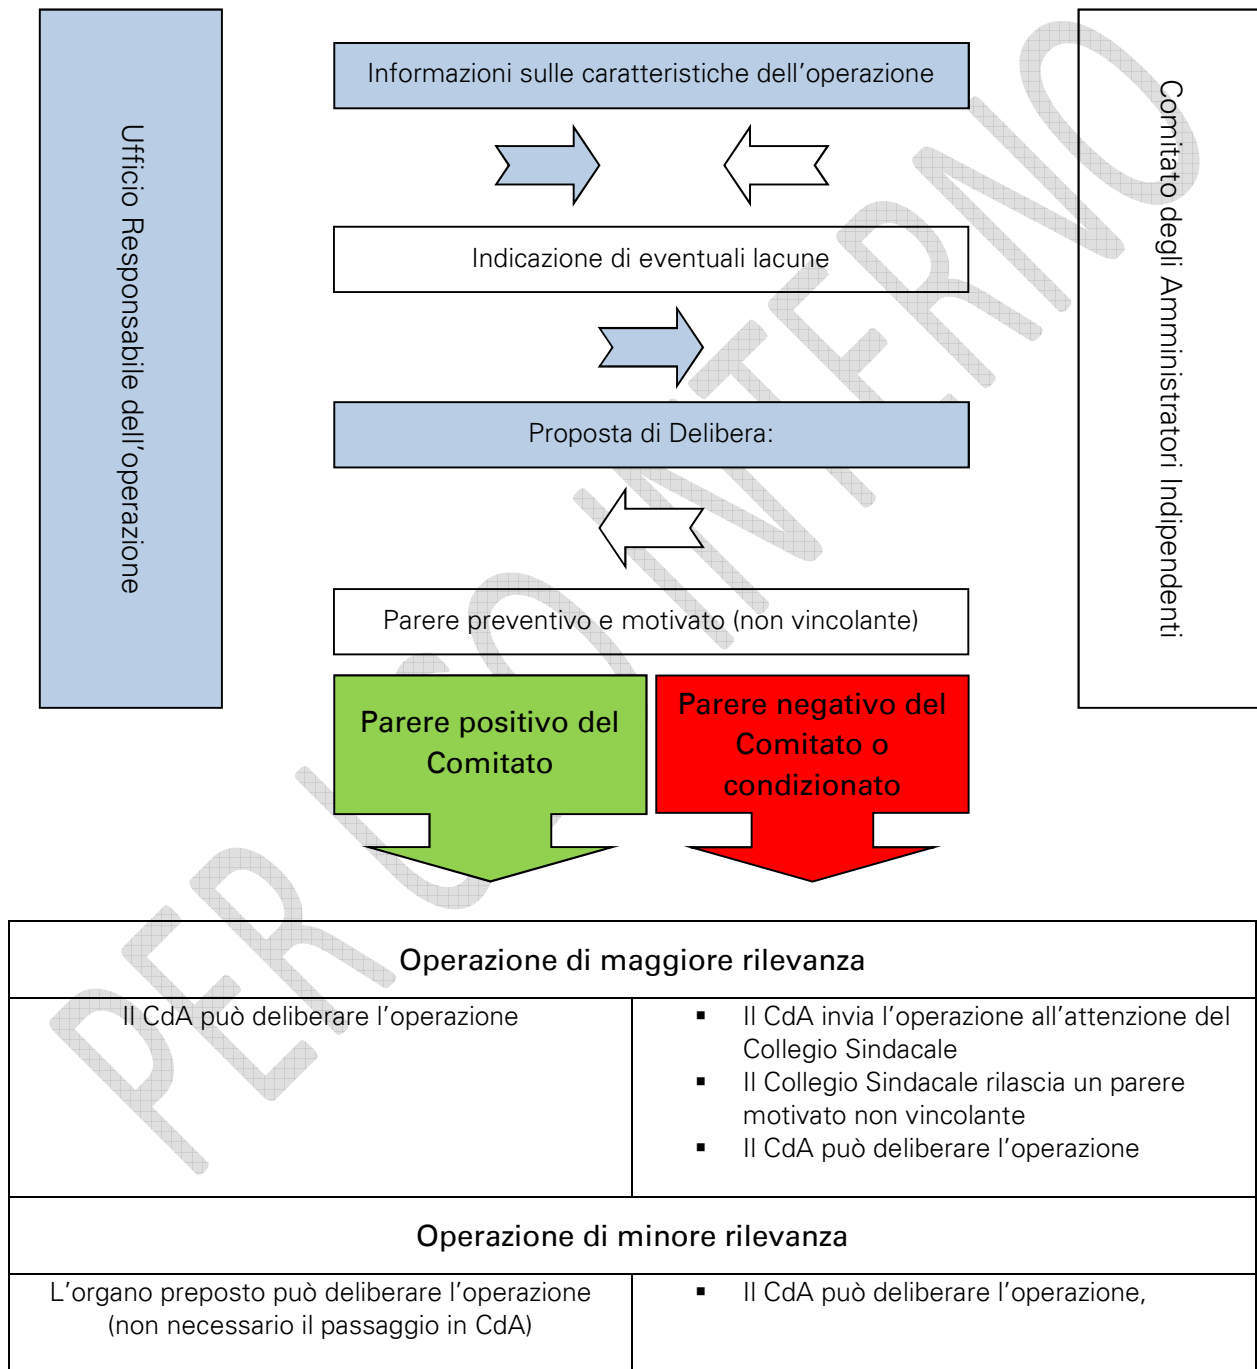 Informazioni sulle caratteristiche dell'operazione
Ufficio Responsabile dell'operazione
Comitato degli Amministratori Indipendenti
Indicazione di eventuali lacune
Proposta di Delibera:
Parere preventivo e motivato (non vincolante)
Parere positivo del
Comitato
Parere negativo del
Comitato o
condizionato
PER USO INTERNO
Operazione di maggiore rilevanza
Il CdA può deliberare l'operazione
▪ Il CdA invia l'operazione all'attenzione del
Collegio Sindacale
▪ Il Collegio Sindacale rilascia un parere
motivato non vincolante
▪ Il CdA può deliberare l'operazione
Operazione di minore rilevanza
L'organo preposto può deliberare l'operazione
(non necessario il passaggio in CdA)
▪ Il CdA può deliberare l'operazione,